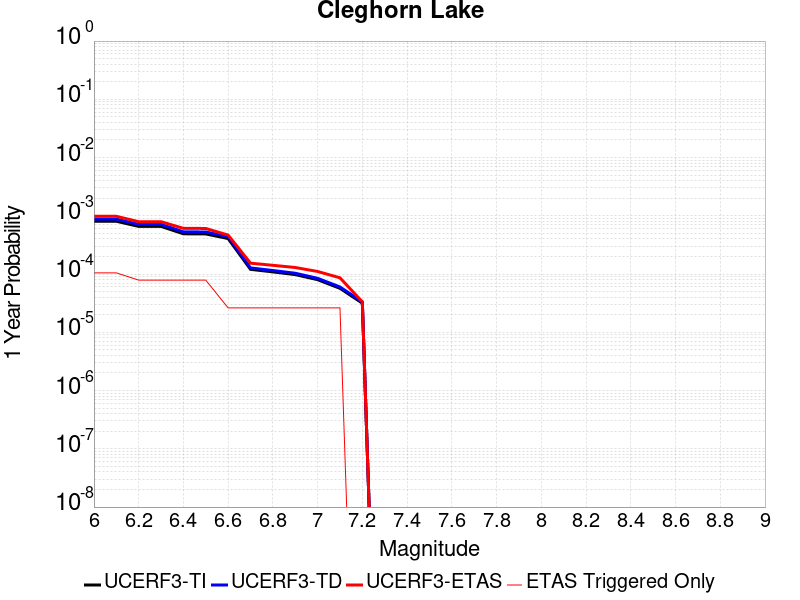 Cleghorn Lake
1 Year Probability
10^0
10^-1
10^-2
10^-3
10^-4
10^-5
10^-6
10^-7
10^-8
6 6.2 6.4 6.6 6.8 7 7.2 7.4 7.6 7.8 8 8.2 8.4 8.6 8.8 9
Magnitude
UCERF3-TI UCERF3-TD UCERF3-ETAS ETAS Triggered Only